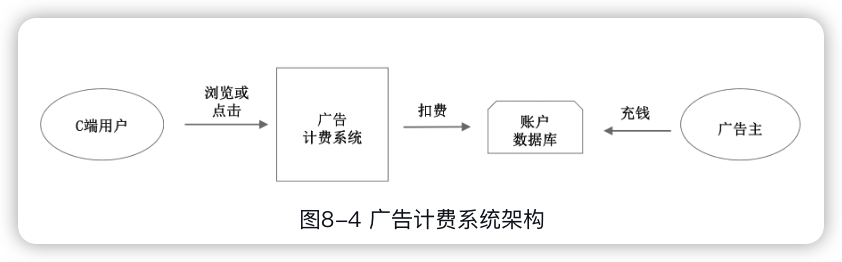 C端用户
浏览或
点击
广告
计费系统
扣费
账户
数据库
充钱
广告主
图8-4 广告计费系统架构